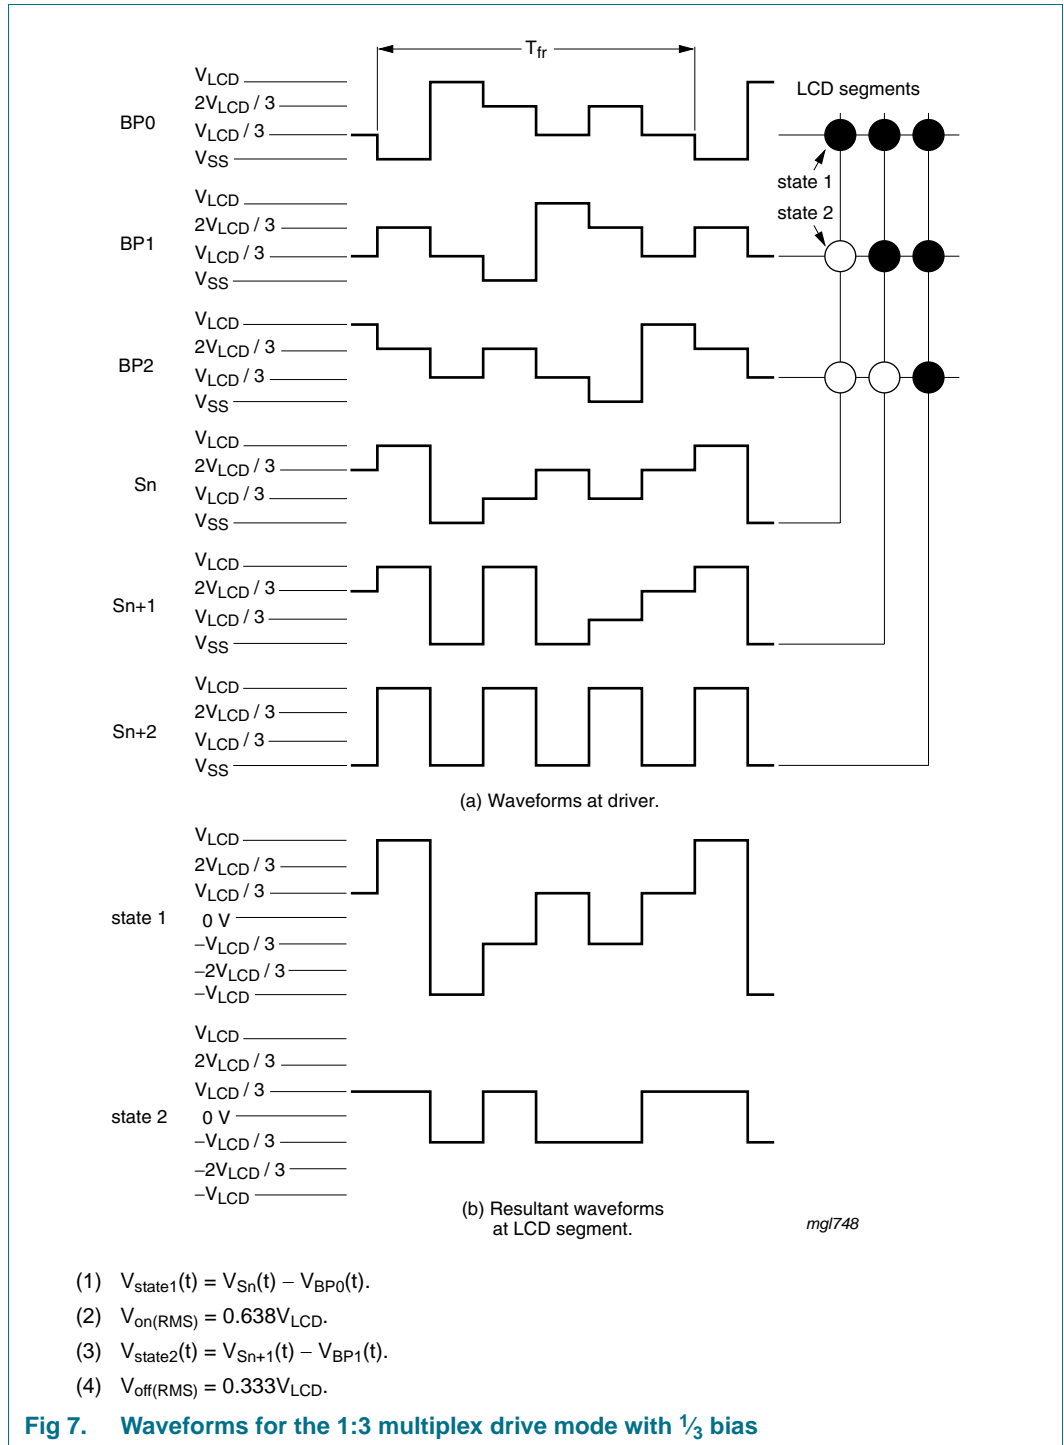 T_fr
V_LCD
2V_LCD / 3
BP0
V_LCD / 3
V_SS
LCD segments
state 1
state 2
V_LCD
2V_LCD / 3
BP1
V_LCD / 3
V_SS
V_LCD
2V_LCD / 3
BP2
V_LCD / 3
V_SS
V_LCD
2V_LCD / 3
Sn
V_LCD / 3
V_SS
V_LCD
2V_LCD / 3
Sn+1
V_LCD / 3
V_SS
V_LCD
2V_LCD / 3
Sn+2
V_LCD / 3
V_SS
(a) Waveforms at driver.
V_LCD
2V_LCD / 3
V_LCD / 3
state 1
0 V
−V_LCD / 3
−2V_LCD / 3
−V_LCD
V_LCD
2V_LCD / 3
V_LCD / 3
state 2
0 V
−V_LCD / 3
−2V_LCD / 3
−V_LCD
(b) Resultant waveforms
at LCD segment.
mgl748
(1) V_state1(t) = V_Sn(t) − V_BP0(t).
(2) V_on(RMS) = 0.638V_LCD.
(3) V_state2(t) = V_Sn+1(t) − V_BP1(t).
(4) V_off(RMS) = 0.333V_LCD.
Fig 7. Waveforms for the 1:3 multiplex drive mode with 1⁄3 bias